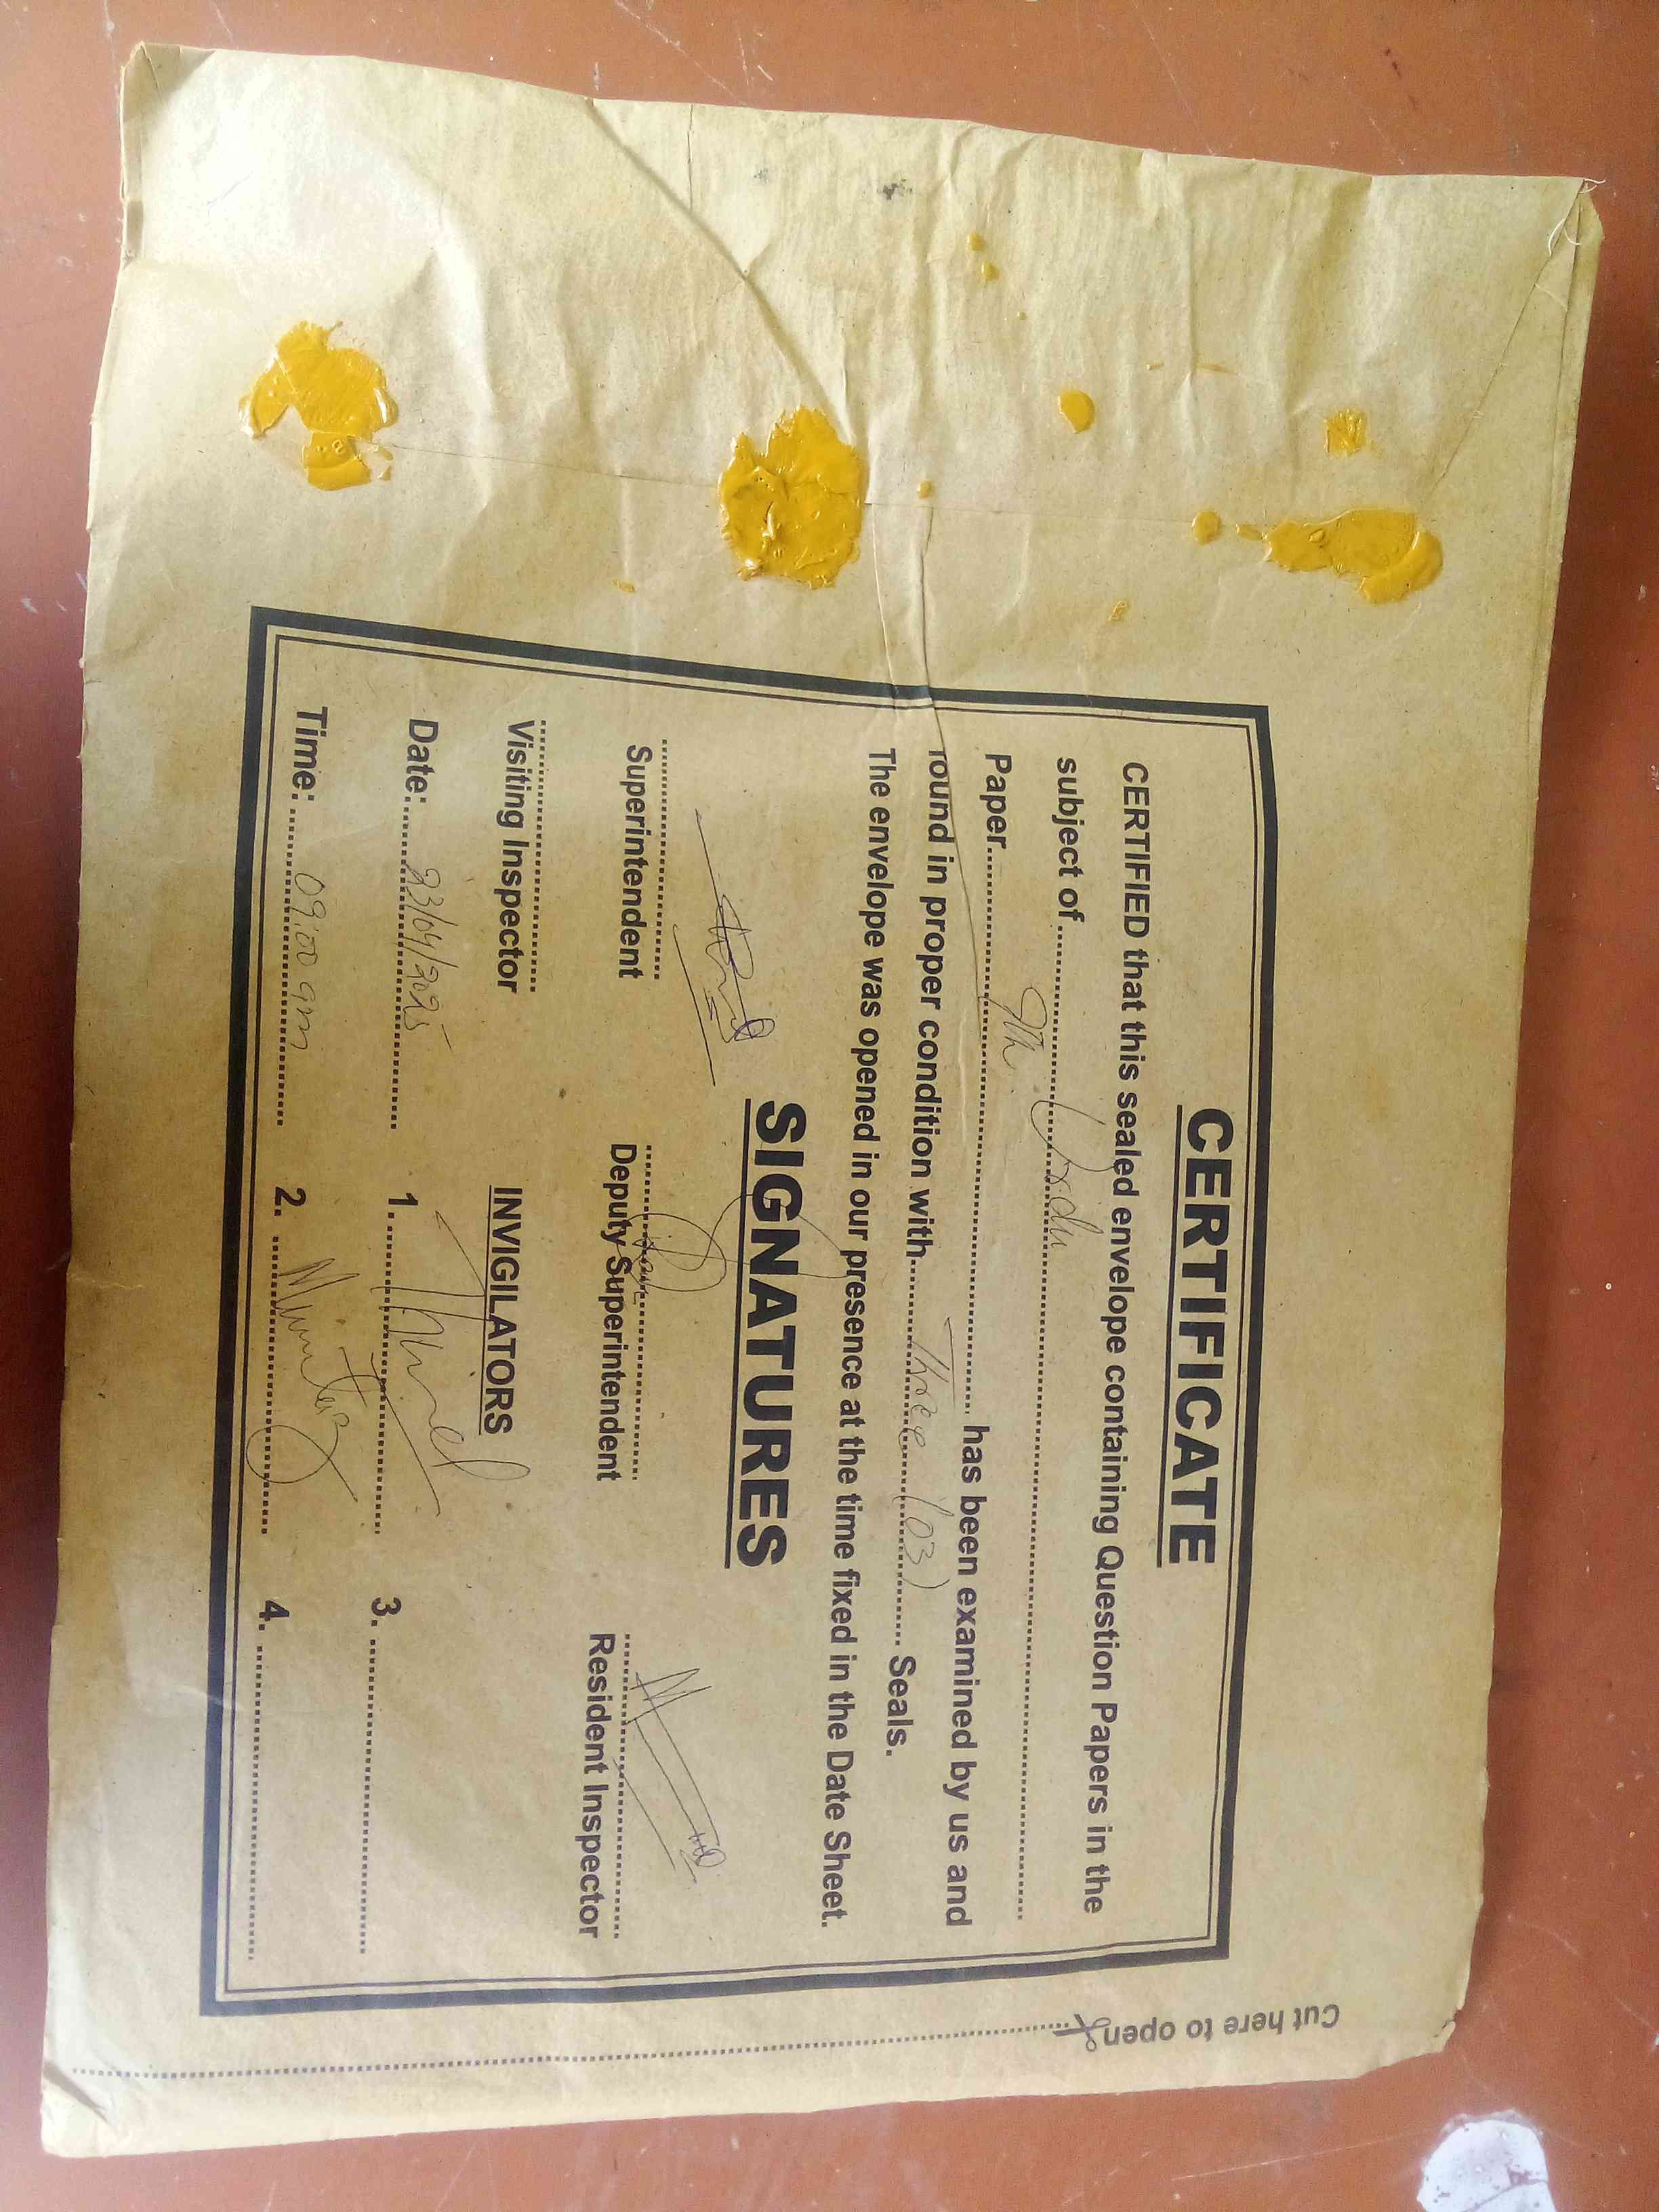 CERTIFICATE
CERTIFIED that this sealed envelope containing Question Papers in the
subject of 9th Urdu
Paper has been examined by us and
found in proper condition with Three (03) Seals.
The envelope was opened in our presence at the time fixed in the Date Sheet.
SIGNATURES
Superintendent Deputy Superintendent Resident Inspector
Visiting Inspector INVIGILATORS
Date: 23/04/2025 1. 3.
Time: 09:00 am 2. Mumtaz 4.
Cut here to open